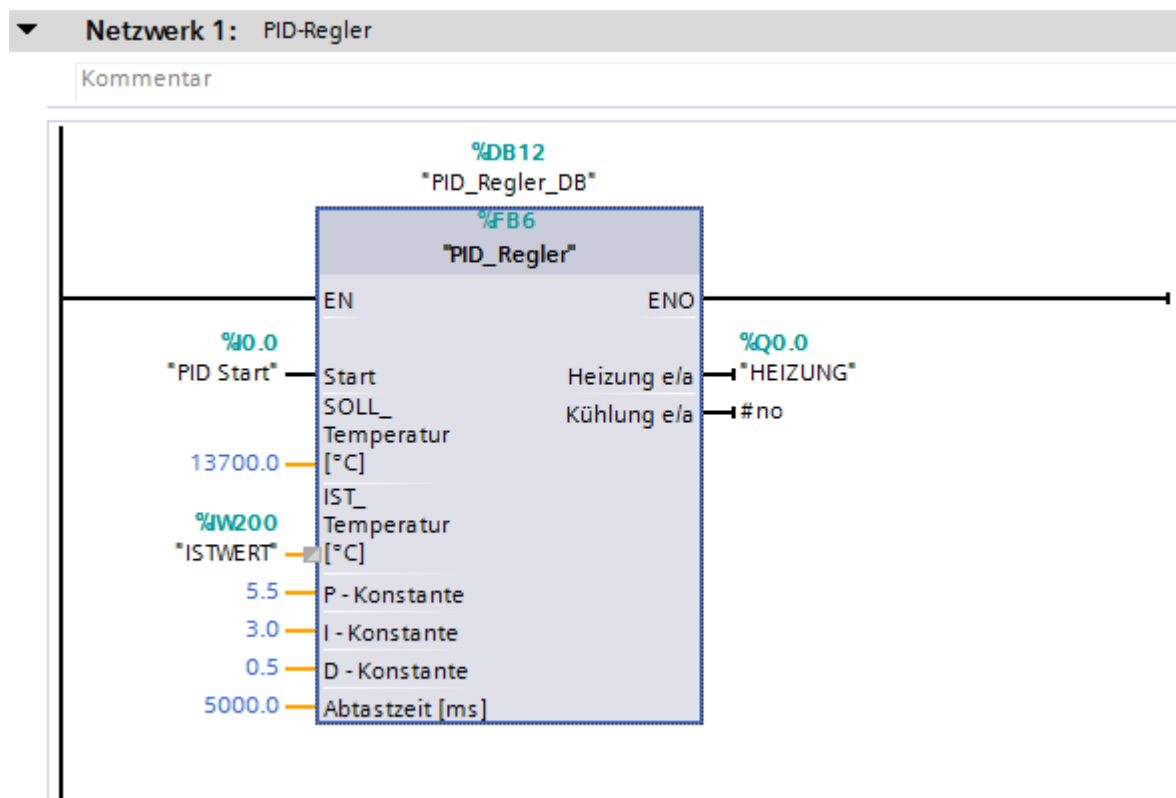 Netzwerk 1: PID-Regler
Kommentar
%DB12
"PID_Regler_DB"
%FB6
"PID_Regler"
EN ENO
%I0.0
"PID Start" Start
%Q0.0
Heizung e/a "HEIZUNG"
Kühlung e/a #no
SOLL_
Temperatur
13700.0 [°C]
IST_
%IW200 Temperatur
"ISTWERT" [°C]
5.5 P - Konstante
3.0 I - Konstante
0.5 D - Konstante
5000.0 Abtastzeit [ms]